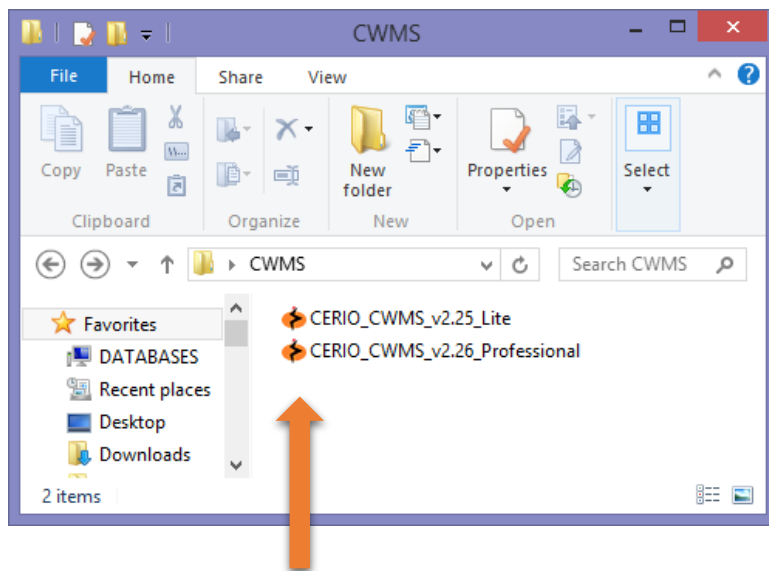 CWMS
File Home Share View
Copy
Paste
New folder
Properties
Select
Clipboard
Organize
New
Open
CWMS
Search CWMS
Favorites
DATABASES
Recent places
Desktop
Downloads
CERIO_CWMS_v2.25_Lite
CERIO_CWMS_v2.26_Professional
2 items